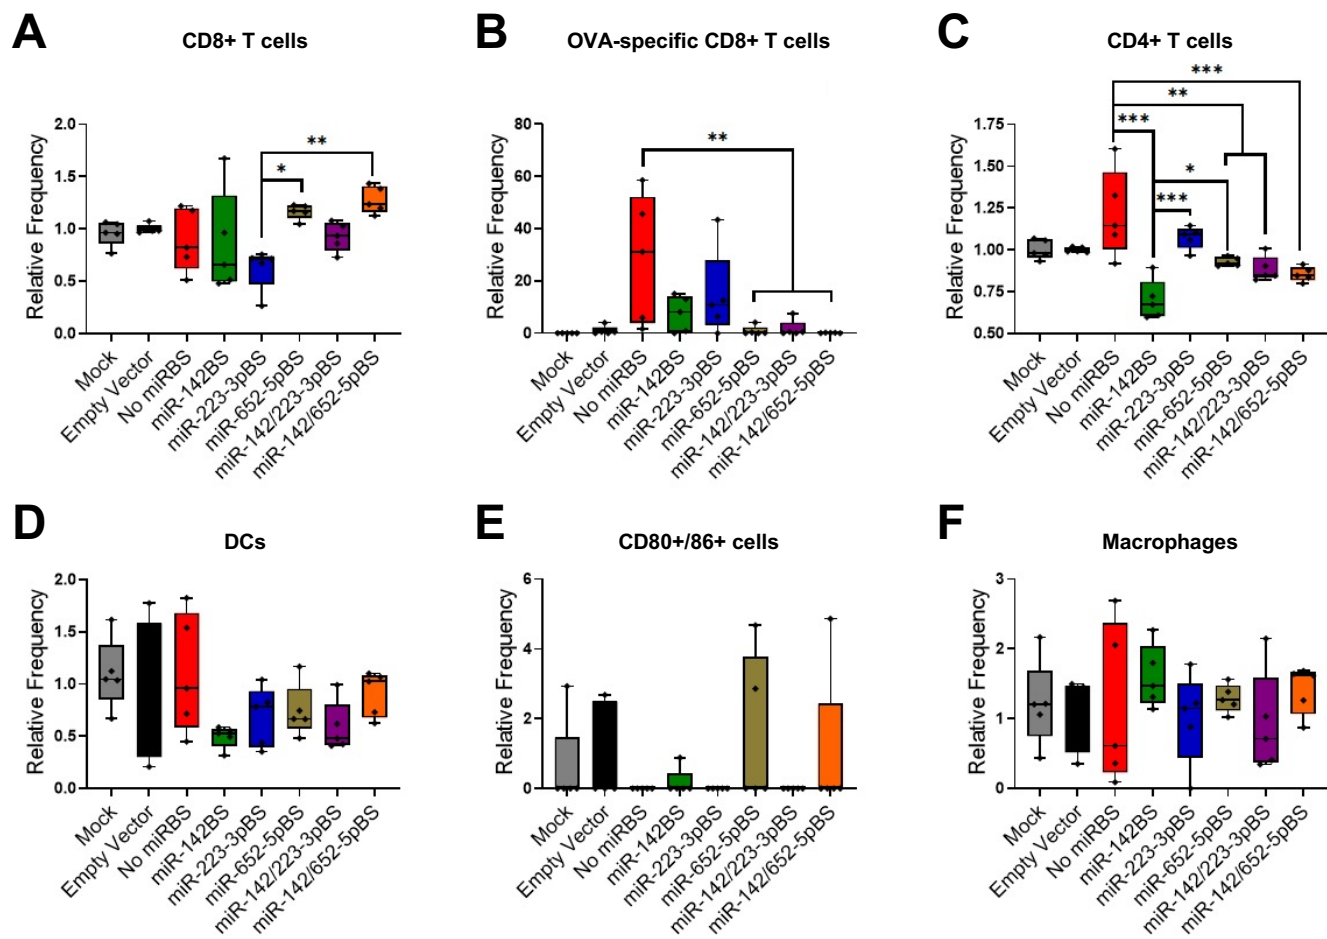 A
CD8+ T cells
Relative Frequency
2.0
1.5
1.0
0.5
0.0
**
*
Mock
Empty Vector
No miRBS
miR-142BS
miR-223-3pBS
miR-652-5pBS
miR-142/223-3pBS
miR-142/652-5pBS
B
OVA-specific CD8+ T cells
Relative Frequency
80
60
40
20
0
**
Mock
Empty Vector
No miRBS
miR-142BS
miR-223-3pBS
miR-652-5pBS
miR-142/223-3pBS
miR-142/652-5pBS
C
CD4+ T cells
Relative Frequency
1.75
1.50
1.25
1.00
0.75
0.50
***
**
***
*
***
Mock
Empty Vector
No miRBS
miR-142BS
miR-223-3pBS
miR-652-5pBS
miR-142/223-3pBS
miR-142/652-5pBS
D
DCs
Relative Frequency
2.0
1.5
1.0
0.5
0.0
Mock
Empty Vector
No miRBS
miR-142BS
miR-223-3pBS
miR-652-5pBS
miR-142/223-3pBS
miR-142/652-5pBS
E
CD80+/86+ cells
Relative Frequency
6
4
2
0
Mock
Empty Vector
No miRBS
miR-142BS
miR-223-3pBS
miR-652-5pBS
miR-142/223-3pBS
miR-142/652-5pBS
F
Macrophages
Relative Frequency
3
2
1
0
Mock
Empty Vector
No miRBS
miR-142BS
miR-223-3pBS
miR-652-5pBS
miR-142/223-3pBS
miR-142/652-5pBS